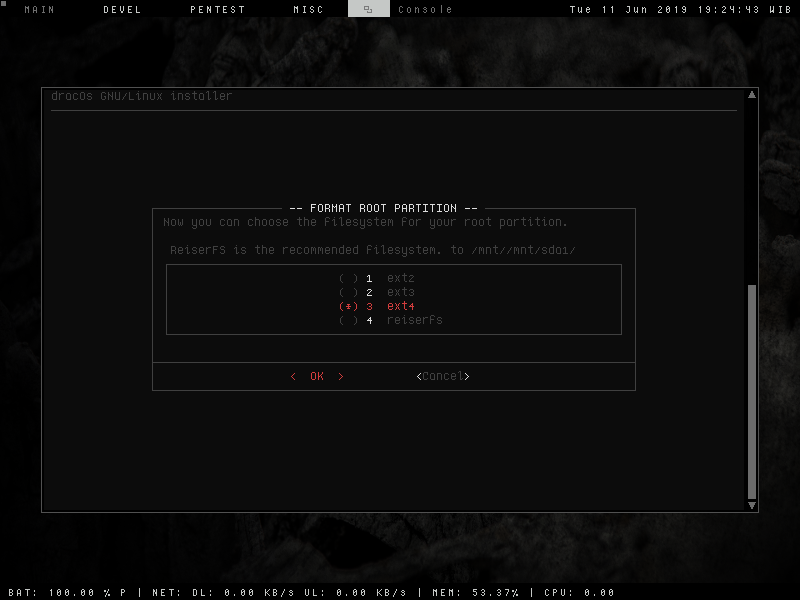 MAIN DEVEL PENTEST MISC Console Tue 11 Jun 2019 19:24:43 WIB
dracOs GNU/Linux installer
-- FORMAT ROOT PARTITION --
Now you can choose the filesystem for your root partition.
ReiserFS is the recommended filesystem. to /mnt//mnt/sda1/
( ) 1 ext2
( ) 2 ext3
(*) 3 ext4
( ) 4 reiserfs
< OK > <Cancel>
BAT: 100.00 % P | NET: DL: 0.00 KB/s UL: 0.00 KB/s | MEM: 53.37% | CPU: 0.00